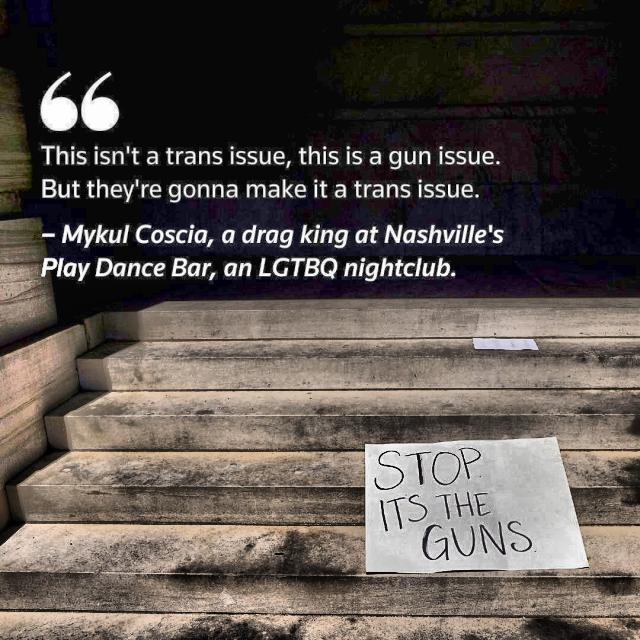 “
This isn't a trans issue, this is a gun issue.
But they're gonna make it a trans issue.
– Mykul Coscia, a drag king at Nashville's
Play Dance Bar, an LGTBQ nightclub.
STOP.
ITS THE
GUNS.